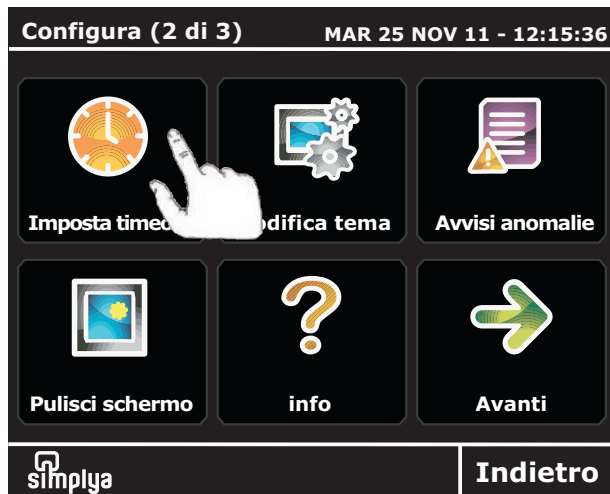 Configura (2 di 3)
MAR 25 NOV 11 - 12:15:36
Imposta
Avvisi anomalie
tema
Pulisci schermo
info
Avanti
simplya
Indietro